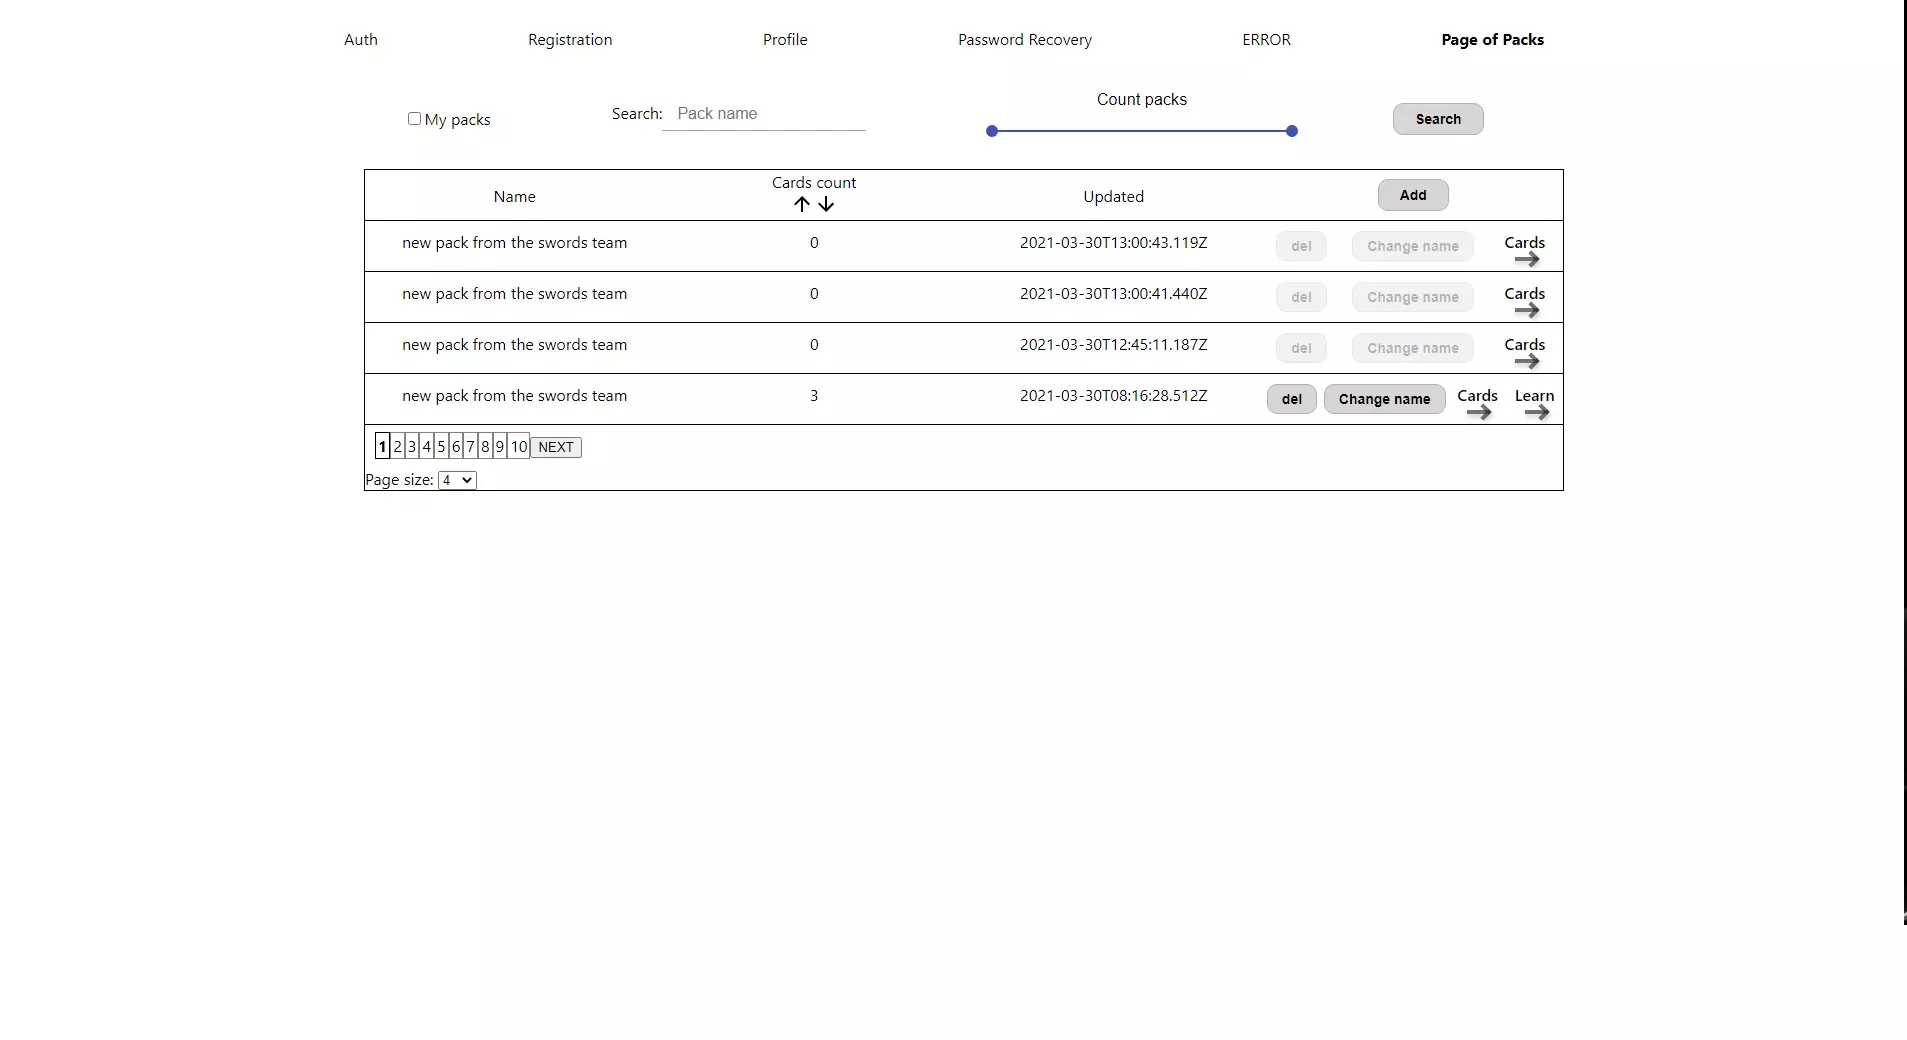 Auth Registration Profile Password Recovery ERROR Page of Packs
Count packs
My packs Search: Pack name Search
Name Cards count Updated Add
new pack from the swords team 0 2021-03-30T13:00:43.119Z del Change name Cards
new pack from the swords team 0 2021-03-30T13:00:41.440Z del Change name Cards
new pack from the swords team 0 2021-03-30T12:45:11.187Z del Change name Cards
new pack from the swords team 3 2021-03-30T08:16:28.512Z del Change name Cards Learn
1 2 3 4 5 6 7 8 9 10 NEXT
Page size: 4